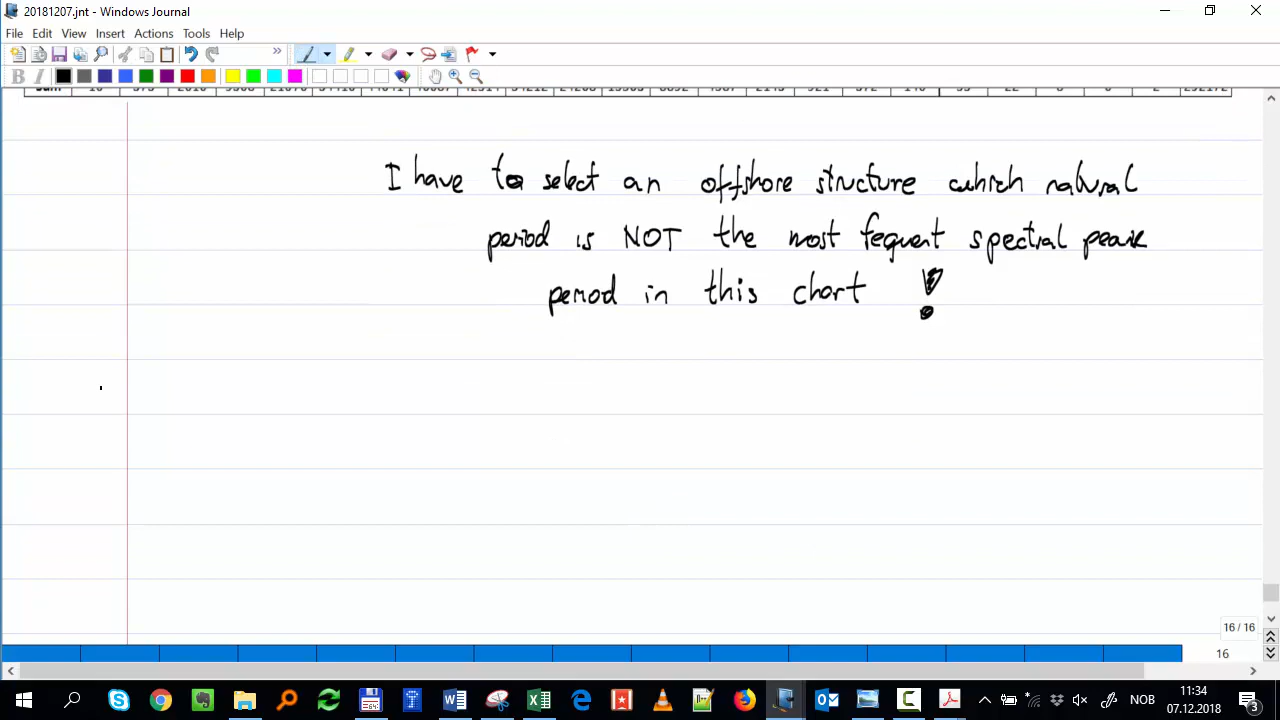 20181207.jnt - Windows Journal
File Edit View Insert Actions Tools Help
I have to select an offshore structure which natural
period is NOT the most fequent spectral peak
period in this chart !
16 / 16
16
NOB
11:34
07.12.2018
3